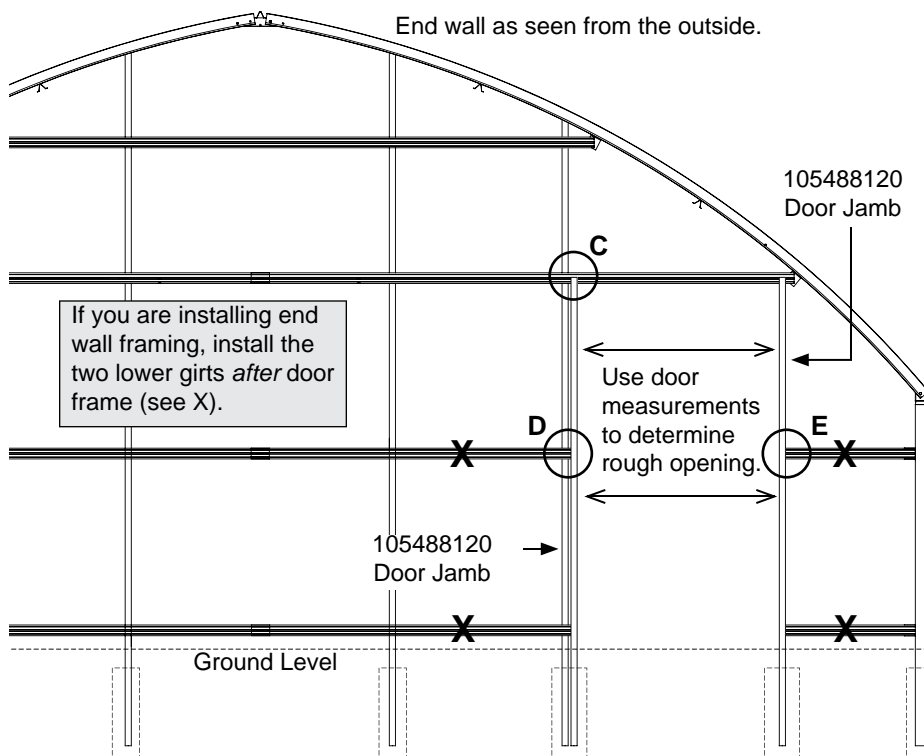 End wall as seen from the outside.
105488120
Door Jamb
C
If you are installing end
wall framing, install the
two lower girts after door
frame (see X).
Use door
measurements
to determine
rough opening.
D
E
X
X
105488120
Door Jamb
X
X
Ground Level